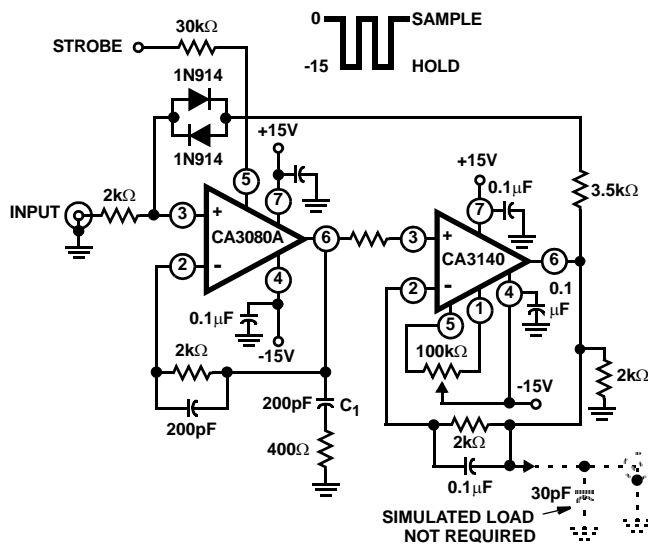 0
SAMPLE
-15
HOLD
30kΩ
STROBE
1N914
1N914
+15V
+15V
0.1μF
3.5kΩ
2kΩ
INPUT
5
7
3
+
CA3080A
6
2
-
4
7
3
+
CA3140
6
2
-
4
5
1
0.1
μF
0.1μF
-15V
100kΩ
-15V
2kΩ
2kΩ
200pF
200pF
C1
400Ω
2kΩ
0.1μF
30pF
SIMULATED LOAD
NOT REQUIRED